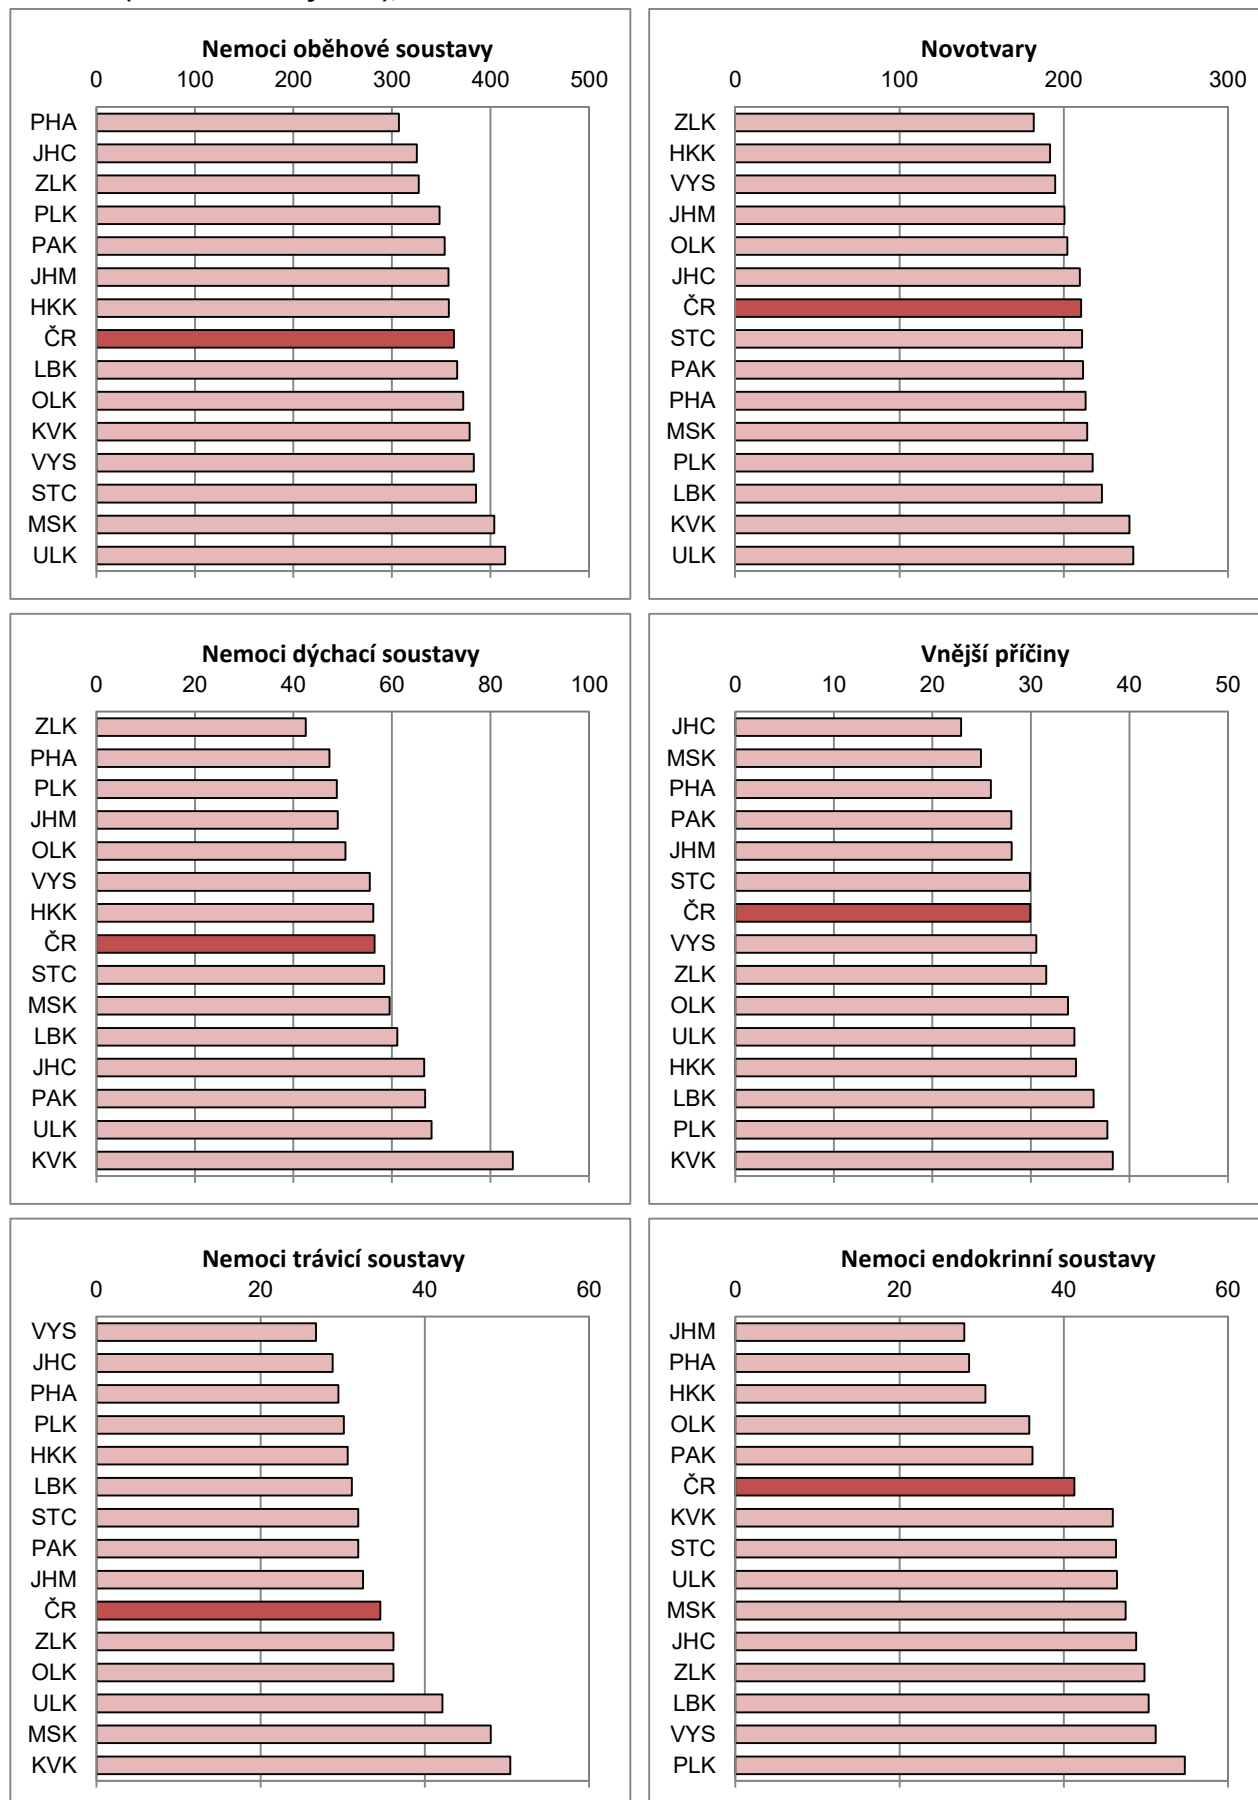 Nemoci oběhové soustavy
0 100 200 300 400 500
PHA
JHC
ZLK
PLK
PAK
JHM
HKK
ČR
LBK
OLK
KVK
VYS
STC
MSK
ULK
Novotvary
0 100 200 300
ZLK
HKK
VYS
JHM
OLK
JHC
ČR
STC
PAK
PHA
MSK
PLK
LBK
KVK
ULK
Nemoci dýchací soustavy
0 20 40 60 80 100
ZLK
PHA
PLK
JHM
OLK
VYS
HKK
ČR
STC
MSK
LBK
JHC
PAK
ULK
KVK
Vnější příčiny
0 10 20 30 40 50
JHC
MSK
PHA
PAK
JHM
STC
ČR
VYS
ZLK
OLK
ULK
HKK
LBK
PLK
KVK
Nemoci trávicí soustavy
0 20 40 60
VYS
JHC
PHA
PLK
HKK
LBK
STC
PAK
JHM
ČR
ZLK
OLK
ULK
MSK
KVK
Nemoci endokrinní soustavy
0 20 40 60
JHM
PHA
HKK
OLK
PAK
ČR
KVK
STC
ULK
MSK
JHC
ZLK
LBK
VYS
PLK